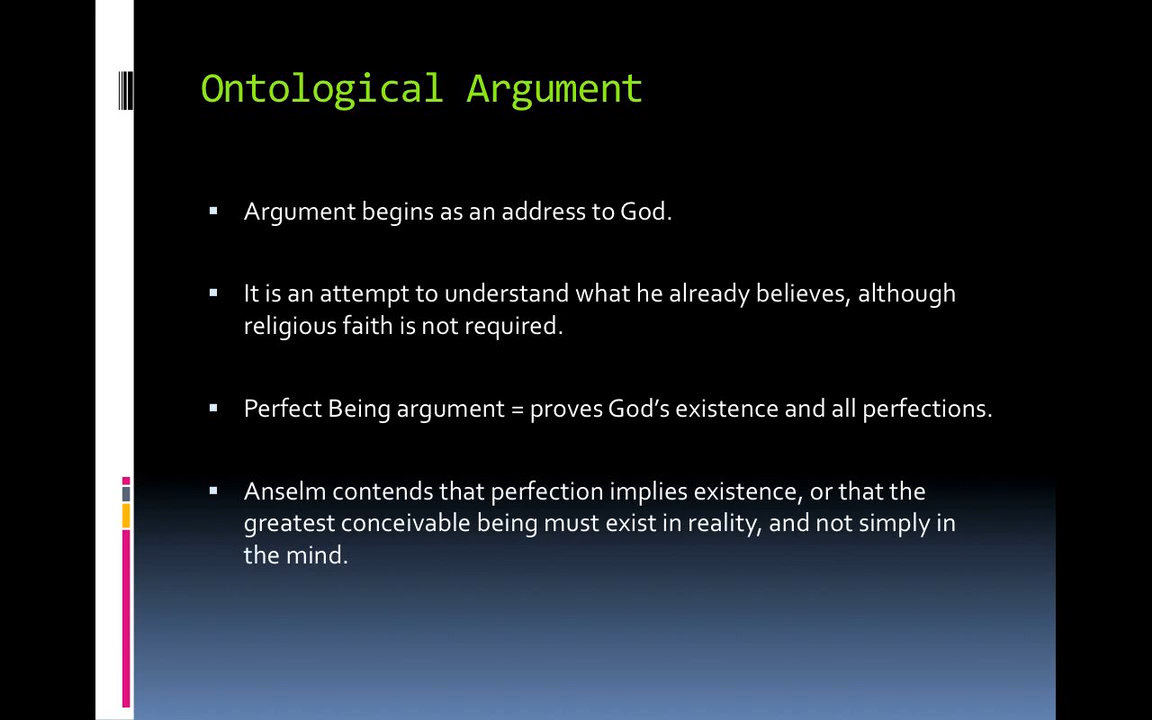 Ontological Argument
▪ Argument begins as an address to God.
▪ It is an attempt to understand what he already believes, although
religious faith is not required.
▪ Perfect Being argument = proves God’s existence and all perfections.
▪ Anselm contends that perfection implies existence, or that the
greatest conceivable being must exist in reality, and not simply in
the mind.